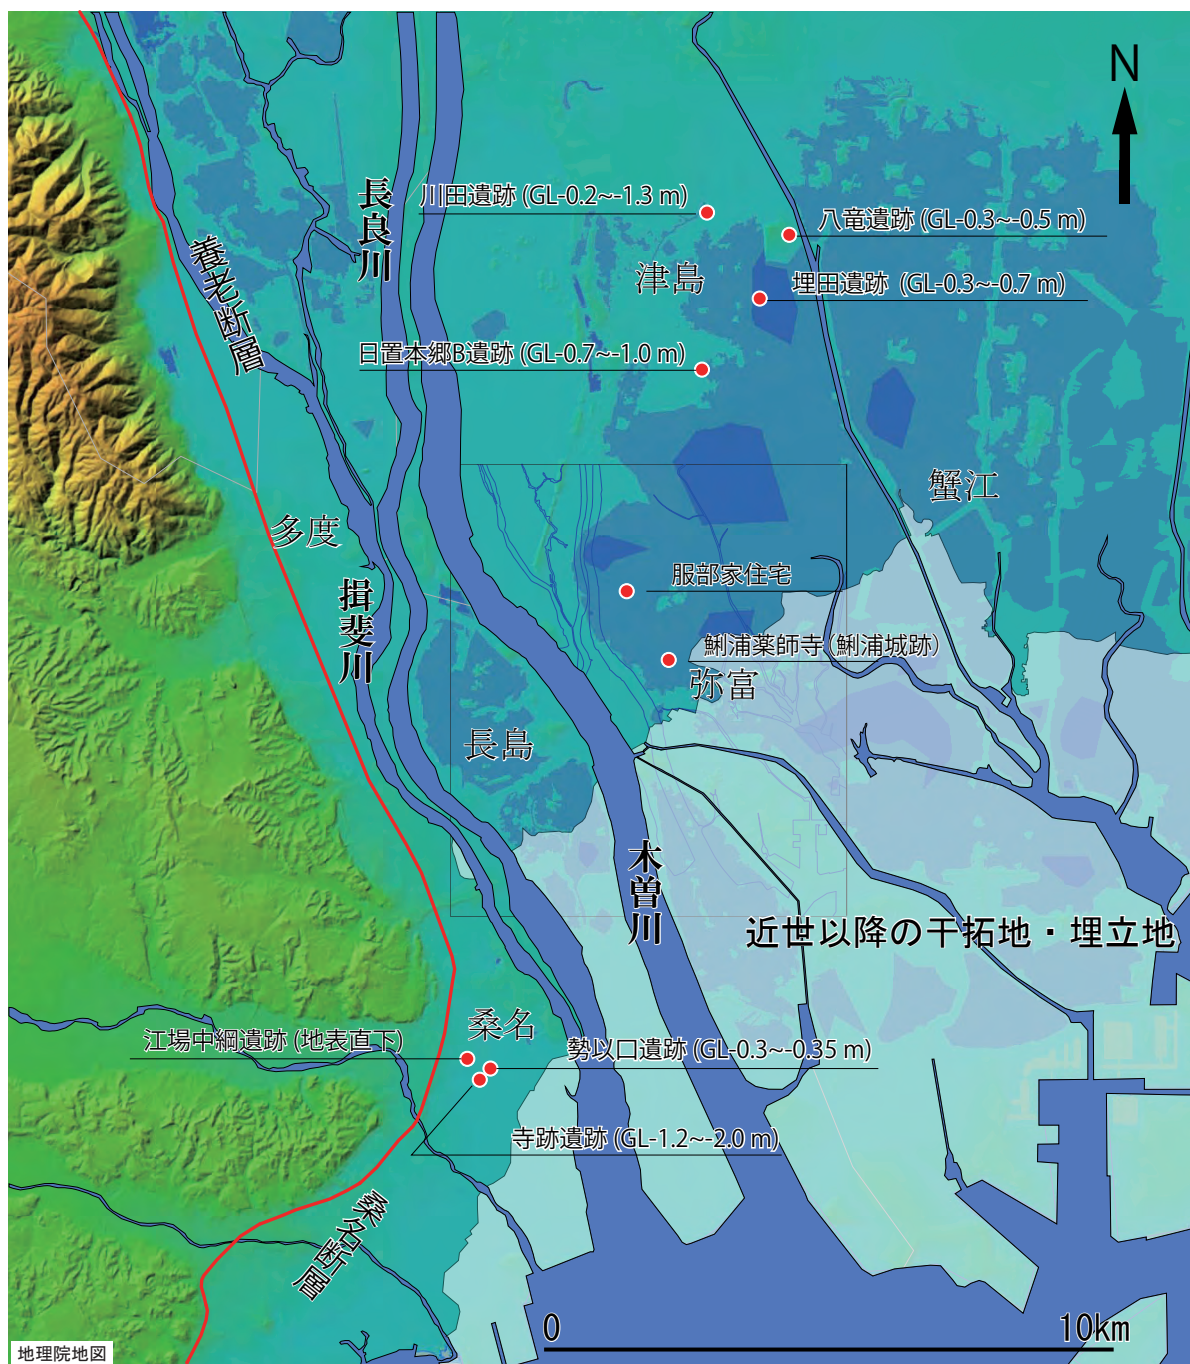 N
長良川
川田遺跡 (GL-0.2~-1.3 m)
八竜遺跡 (GL-0.3~-0.5 m)
養老断層
津島
埋田遺跡 (GL-0.3~-0.7 m)
日置本郷B遺跡 (GL-0.7~-1.0 m)
蟹江
多度
揖斐川
服部家住宅
鯏浦薬師寺（鯏浦城跡）
弥富
長島
木曽川
近世以降の干拓地・埋立地
桑名
江場中綱遺跡 (地表直下)
勢以口遺跡 (GL-0.3~-0.35 m)
寺跡遺跡 (GL-1.2~-2.0 m)
桑名断層
0
10km
地理院地図